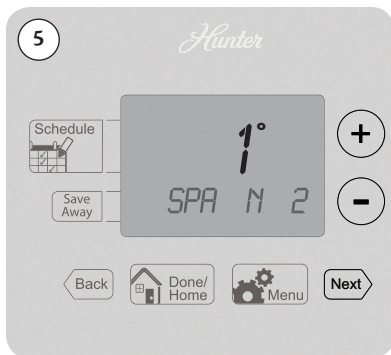 5
Hunter
Schedule
1°
+
Save
Away
SPA N 2
-
Back
Done/
Home
Menu
Next